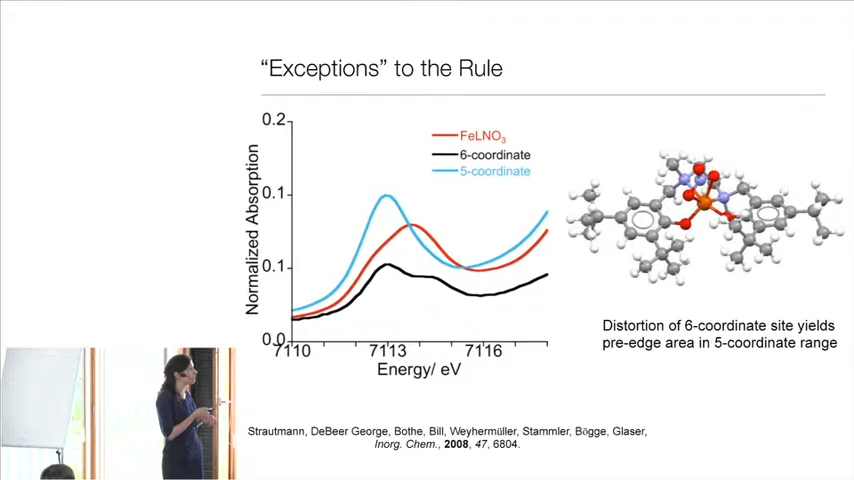 “Exceptions” to the Rule
0.2
0.1
0.1
0.0
Normalized Absorption
FeLNO₃
6-coordinate
5-coordinate
7110
7113
7116
Energy/ eV
Distortion of 6-coordinate site yields
pre-edge area in 5-coordinate range
Strautmann, DeBeer George, Bothe, Bill, Weyhermüller, Stammler, Bögge, Glaser,
Inorg. Chem., 2008, 47, 6804.